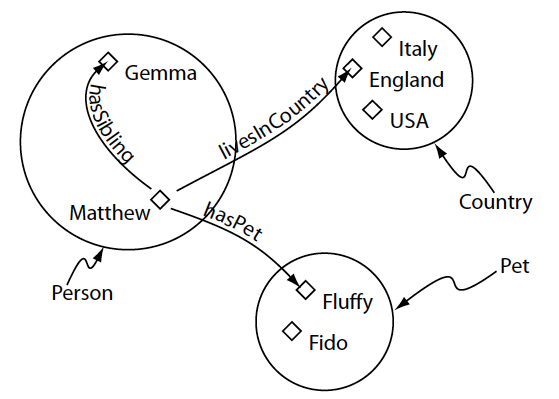 Gemma
hasSibling
Matthew
Person
livesInCountry
hasPet
Italy
England
USA
Country
Pet
Fluffy
Fido